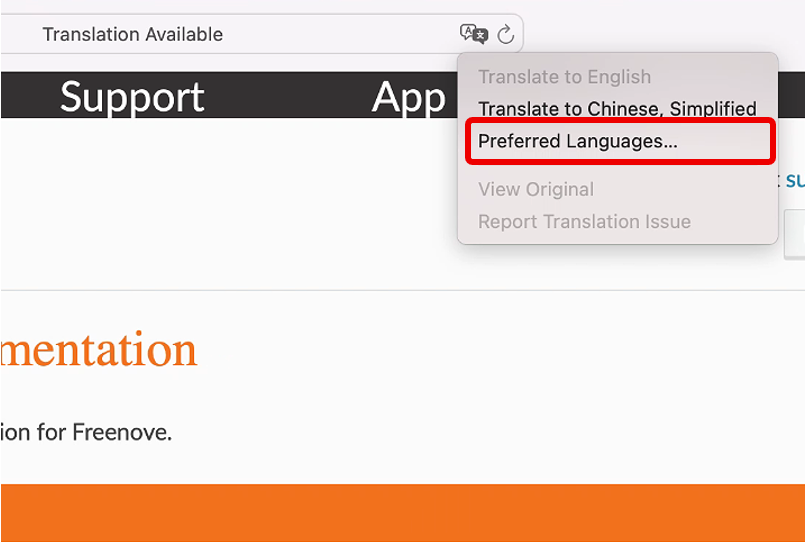 Translation Available
Support App
Translate to English
Translate to Chinese, Simplified
Preferred Languages...
View Original
Report Translation Issue
su
mentation
ion for Freenove.